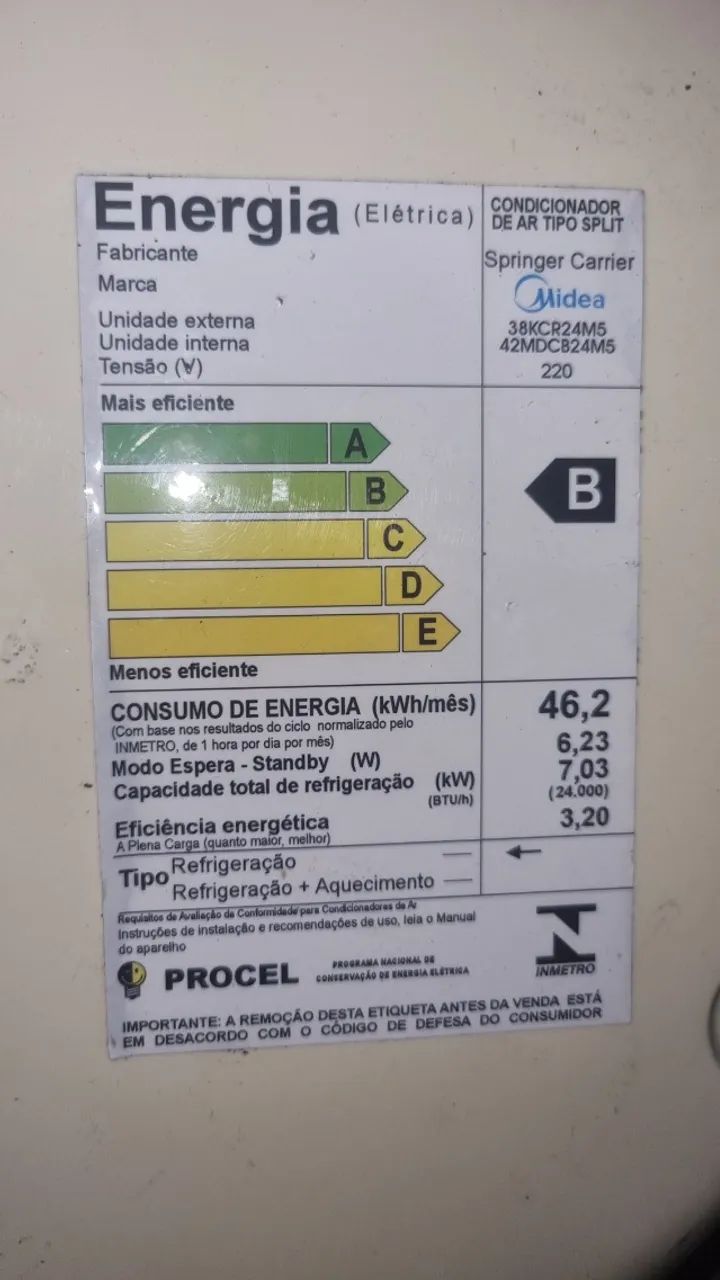 Energia (Elétrica)
CONDICIONADOR
DE AR TIPO SPLIT
Fabricante
Springer Carrier
Marca
Midea
Unidade externa
38KCR24M5
Unidade interna
42MDCB24M5
Tensão (V)
220
Mais eficiente
A
B
B
C
D
E
Menos eficiente
CONSUMO DE ENERGIA (kWh/mês) 46,2
(Com base nos resultados do ciclo normalizado pelo
INMETRO, de 1 hora por dia por mês)
Modo Espera - Standby (W) 6,23
Capacidade total de refrigeração (kW) 7,03
(BTU/h) (24.000)
Eficiência energética 3,20
A Plena Carga (quanto maior, melhor)
Tipo
Refrigeração
Refrigeração + Aquecimento
Requisitos de Avaliação da Conformidade para Condicionadores de Ar
Instruções de instalação e recomendações de uso, leia o Manual
do aparelho
PROCEL
PROGRAMA NACIONAL DE
CONSERVAÇÃO DE ENERGIA ELÉTRICA
INMETRO
IMPORTANTE: A REMOÇÃO DESTA ETIQUETA ANTES DA VENDA ESTÁ
EM DESACORDO COM O CÓDIGO DE DEFESA DO CONSUMIDOR